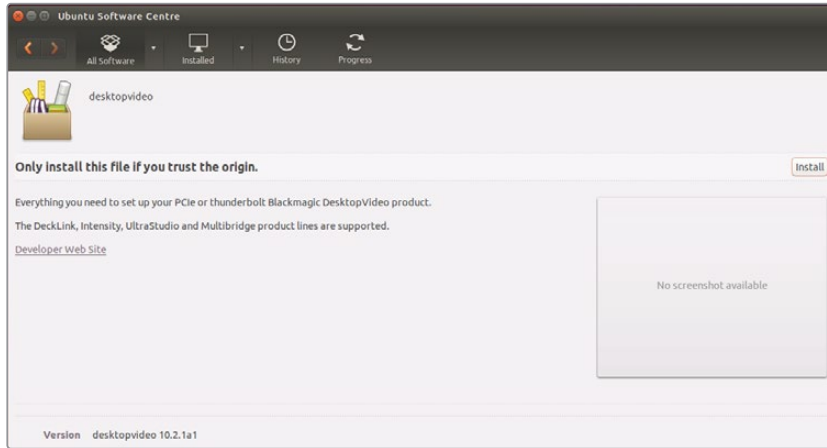 Ubuntu Software Centre
All Software
Installed
History
Progress
desktopvideo
Only install this file if you trust the origin.
Install
Everything you need to set up your PCIe or thunderbolt Blackmagic DesktopVideo product.
The DeckLink, Intensity, UltraStudio and Multibridge product lines are supported.
Developer Web Site
No screenshot available
Version desktopvideo 10.2.1a1